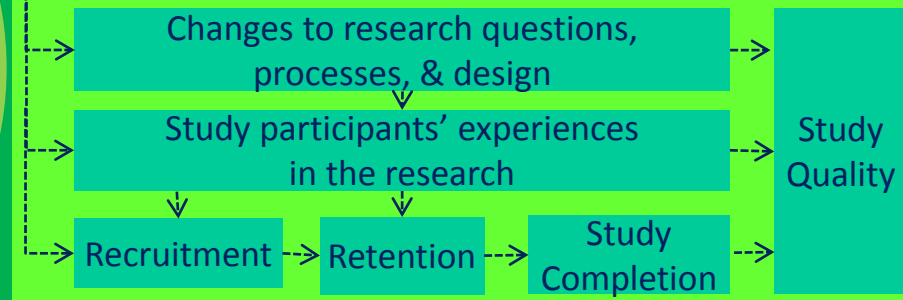 Changes to research questions,
processes, & design
Study participants’ experiences
in the research
Study
Quality
Recruitment
Retention
Study
Completion